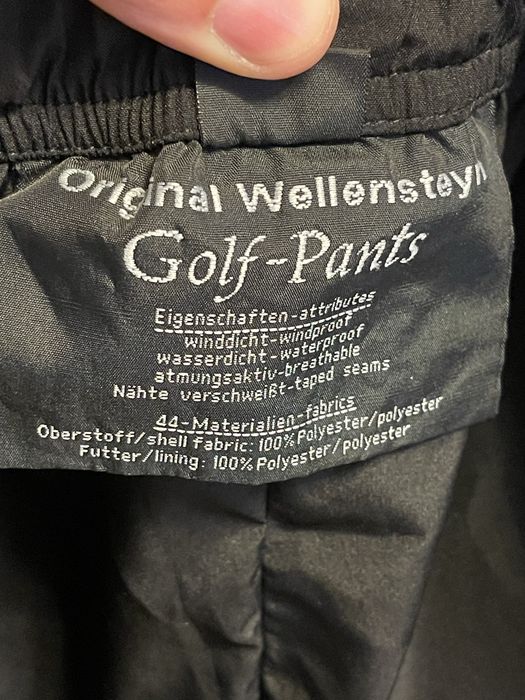 Original Wellensteyn
Golf-Pants
Eigenschaften-attributes
winddicht-windproof
wasserdicht-waterproof
atmungsaktiv-breathable
Nähte verschweißt-taped seams
44-Materialien-fabrics
Oberstoff/shell fabric: 100% Polyester/polyester
Futter/lining: 100% Polyester/polyester